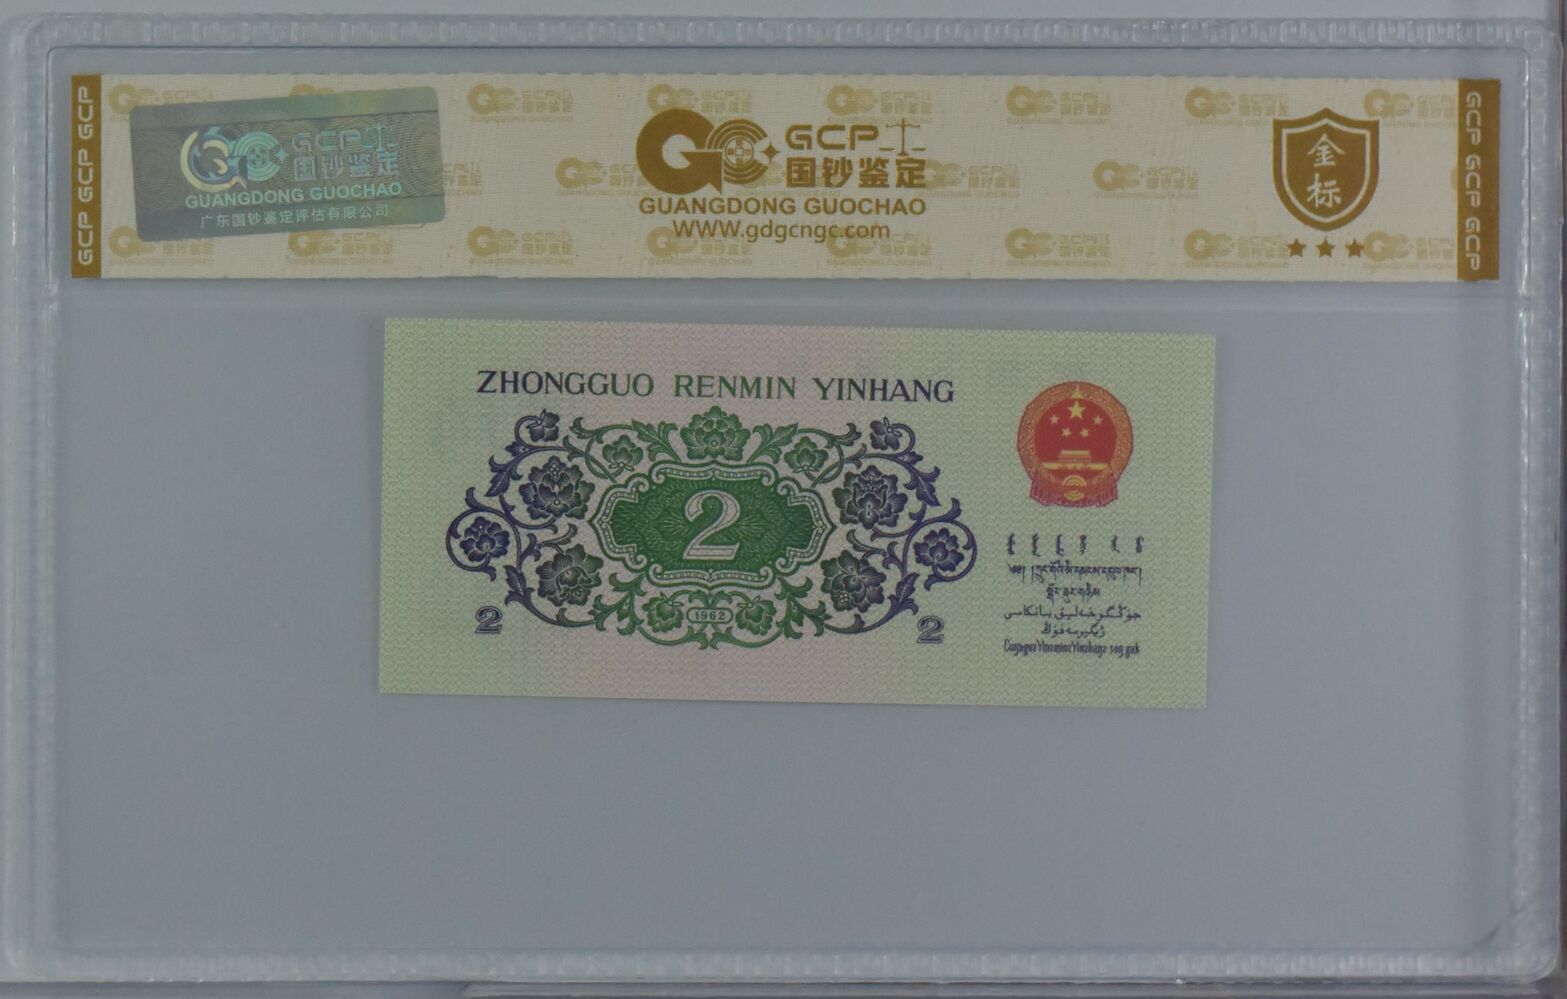 GCP GCP GCP
GCP
国钞鉴定
GUANGDONG GUOCHAO
广东国钞鉴定评估有限公司
GCP
国钞鉴定
GUANGDONG GUOCHAO
WWW.gdgcngc.com
金
标
GCP GCP GCP
ZHONGGUO RENMIN YINHANG
2
1962
2
2